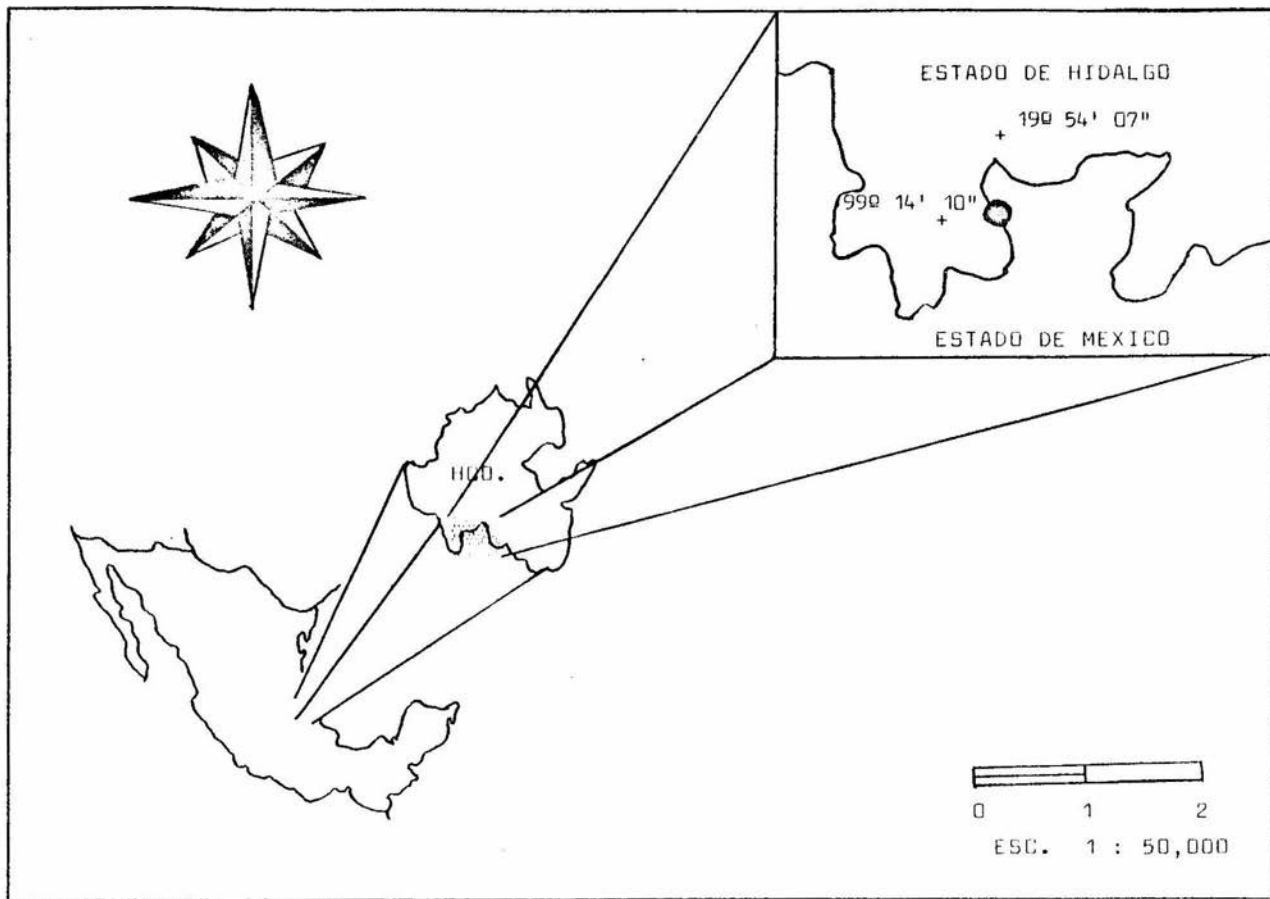 ESTADO DE HIDALGO
19º 54' 07"
99º 14' 10"
ESTADO DE MEXICO
HGO.
0 1 2
ESC. 1 : 50,000